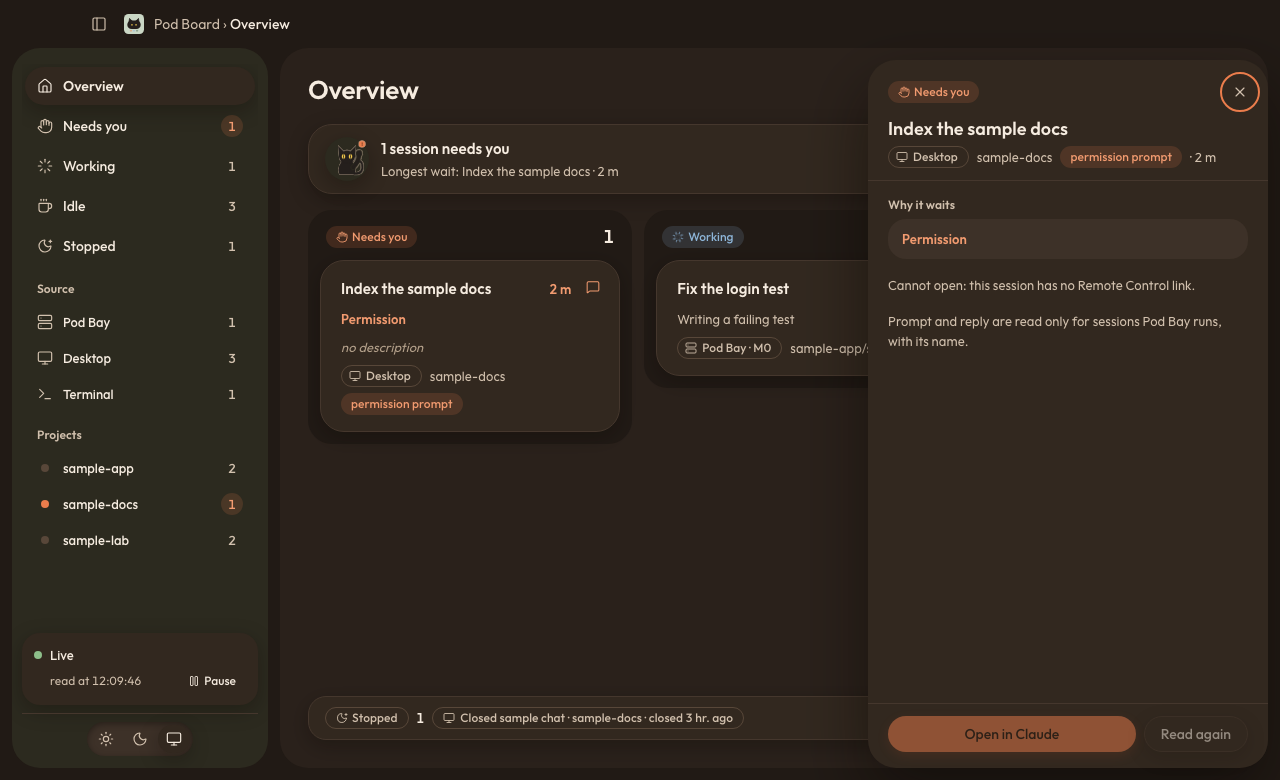 Pod Board › Overview
Overview
Needs you 1
Working 1
Idle 3
Stopped 1
Source
Pod Bay 1
Desktop 3
Terminal 1
Projects
sample-app 2
sample-docs 1
sample-lab 2
Live
read at 12:09:46 Pause
Overview
1 session needs you
Longest wait: Index the sample docs · 2 m
Needs you 1
Index the sample docs 2 m
Permission
no description
Desktop sample-docs
permission prompt
Working
Fix the login test
Writing a failing test
Pod Bay · M0 sample-app/
Stopped 1 Closed sample chat · sample-docs · closed 3 hr. ago
Needs you
Index the sample docs
Desktop sample-docs permission prompt · 2 m
Why it waits
Permission
Cannot open: this session has no Remote Control link.
Prompt and reply are read only for sessions Pod Bay runs,
with its name.
Open in Claude Read again